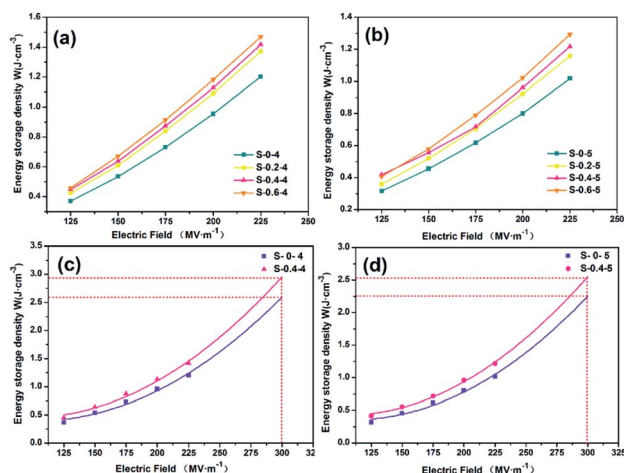 (a)
Energy storage density W(J·cm⁻³)
1.6
1.4
1.2
1.0
0.8
0.6
0.4
S-0-4
S-0.2-4
S-0.4-4
S-0.6-4
125 150 175 200 225 250
Electric Field (MV·m⁻¹)
(b)
Energy storage density W(J·cm⁻³)
1.4
1.2
1.0
0.8
0.6
0.4
0.2
S-0-5
S-0.2-5
S-0.4-5
S-0.6-5
125 150 175 200 225 250
Electric Field (MV·m⁻¹)
(c)
Energy storage density W(J·cm⁻³)
3.5
3.0
2.5
2.0
1.5
1.0
0.5
0.0
S- 0- 4
S-0.4-4
125 150 175 200 225 250 275 300 32
Electric Field (MV·m⁻¹)
(d)
Energy storage density W(J·cm⁻³)
3.0
2.5
2.0
1.5
1.0
0.5
0.0
S- 0- 5
S-0.4-5
125 150 175 200 225 250 275 300 325
Electric Field (MV·m⁻¹)